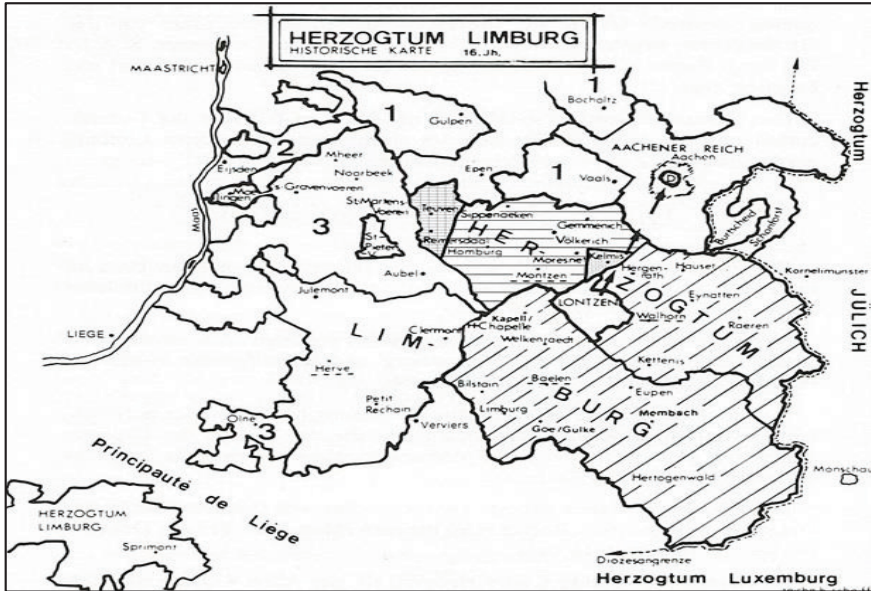 HERZOGTUM LIMBURG
HISTORISCHE KARTE 16. Jh.
MAASTRICHT
1
1
Bocholtz
Gulpen
Herzogtum
AACHENER REICH
Aachen
2
Mheer
Eijsden
Noorbeek
Epen
1
Vaals
s-Gravenvoeren
St-Martens-
Voeren
Teuven
Sippenaeken
Gemmenich
3
HER-
Völkerich
Burtscheid
Schönforst
Maas
St-
Pieter
V.
Remersdaal
Homburg
Moresnet
Kelmis
Hergen-
rath
Hauset
Kornelimünster
Aubel
Montzen
ZOGTUM
Eynatten
Julemont
LONTZEN
Walhorn
JÜLICH
LIEGE
LIM-
Kapell/
H-Chapelle
Raeren
Clermont
Welkenraedt
Kettenis
Herve
Bilstain
Baelen
Eupen
BURG
Petit
Rechain
Limburg
Membach
Olne
3
Verviers
Goe/Gulke
Hertogenwald
Monschau
Principauté de Liège
HERZOGTUM
LIMBURG
Sprimont
Diözesangrenze
Herzogtum Luxemburg